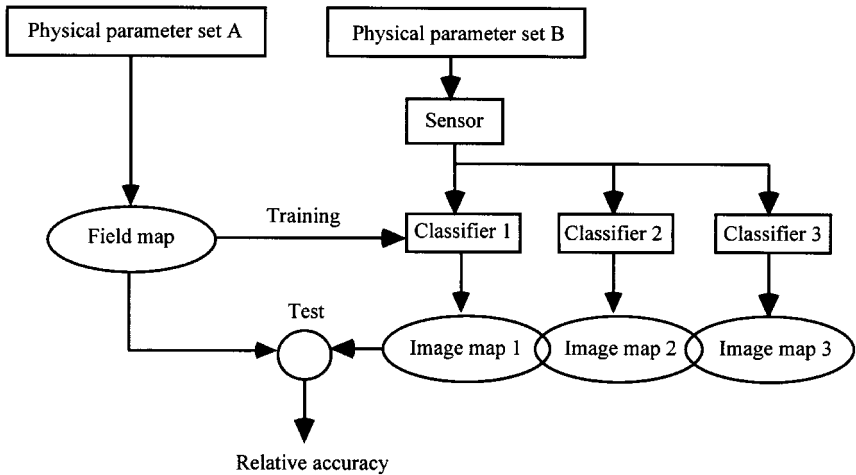 Physical parameter set A
Physical parameter set B
Sensor
Training
Field map
Classifier 1
Classifier 2
Classifier 3
Test
Image map 1
Image map 2
Image map 3
Relative accuracy